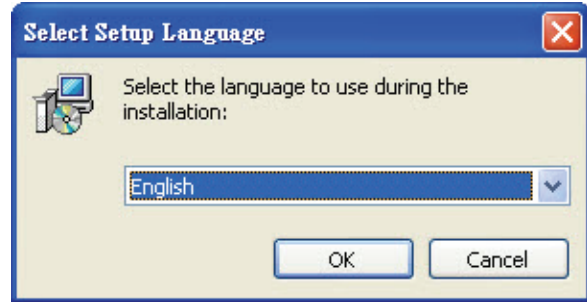 Select Setup Language
Select the language to use during the
installation:
English
OK
Cancel